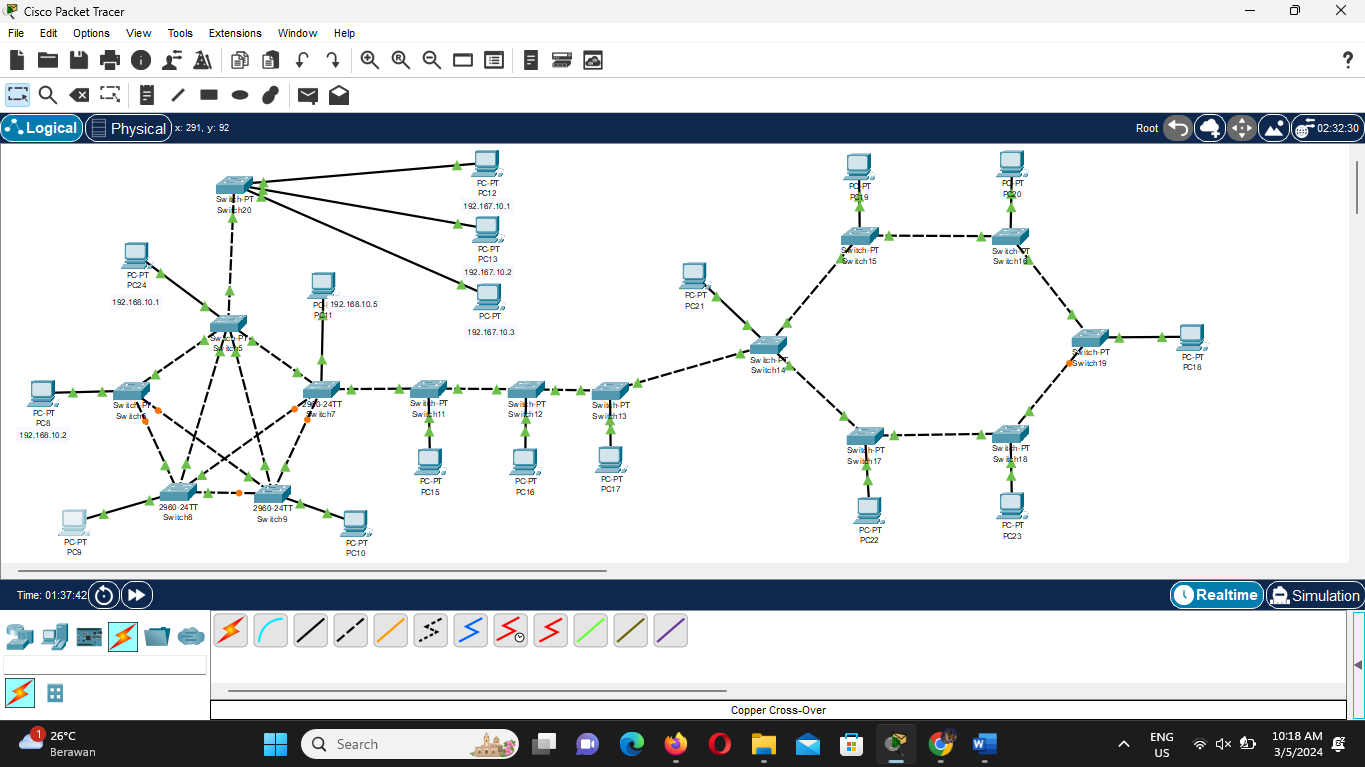 Cisco Packet Tracer
File Edit Options View Tools Extensions Window Help
Logical Physical x: 291, y: 92 Root 02:32:30
PC-PT
PC12
192.167.10.1
PC-PT
PC13
192.167.10.2
PC-PT
192.167.10.3
Switch-PT
Switch20
PC-PT
PC24
192.168.10.1
PC11
192.168.10.5
Switch-PT
Switch5
PC-PT
PC8
192.168.10.2
Switch-PT
2960-24TT
Switch7
2960-24TT
Switch8
2960-24TT
Switch9
PC-PT
PC9
PC-PT
PC10
Switch-PT
Switch11
Switch-PT
Switch12
Switch-PT
Switch13
PC-PT
PC15
PC-PT
PC16
PC-PT
PC17
PC-PT
PC19
PC-PT
PC20
Switch-PT
Switch15
Switch-PT
Switch16
PC-PT
PC21
Switch-PT
Switch14
Switch-PT
Switch19
PC-PT
PC18
Switch-PT
Switch17
Switch-PT
Switch18
PC-PT
PC22
PC-PT
PC23
Time: 01:37:42 Realtime Simulation
Copper Cross-Over
1
26°C
Berawan
Search
ENG
US
10:18 AM
3/5/2024